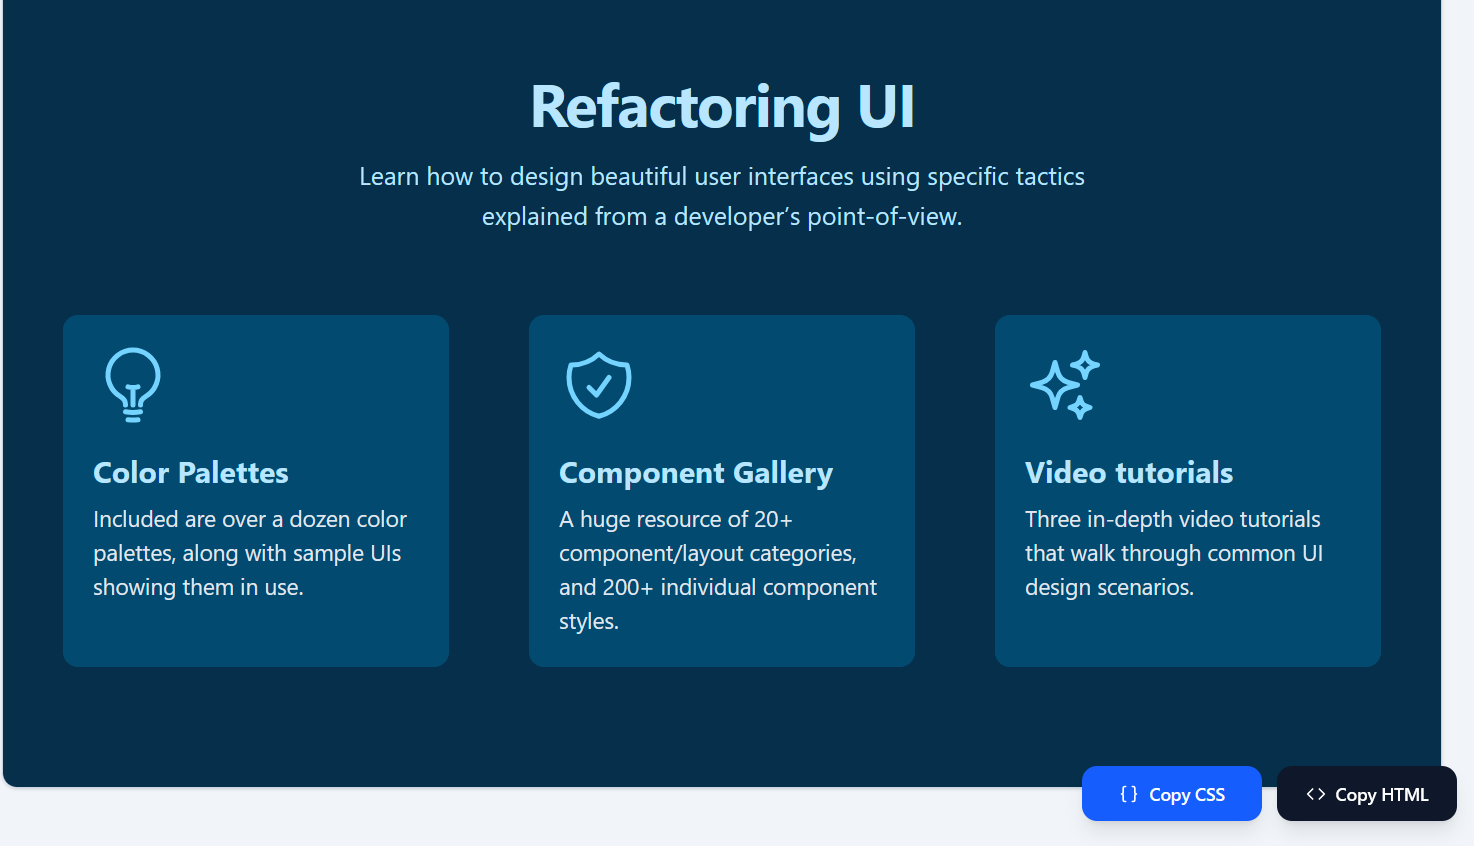 Refactoring UI
Learn how to design beautiful user interfaces using specific tactics
explained from a developer’s point-of-view.
Color Palettes
Included are over a dozen color
palettes, along with sample UIs
showing them in use.
Component Gallery
A huge resource of 20+
component/layout categories,
and 200+ individual component
styles.
Video tutorials
Three in-depth video tutorials
that walk through common UI
design scenarios.
{ } Copy CSS
<> Copy HTML